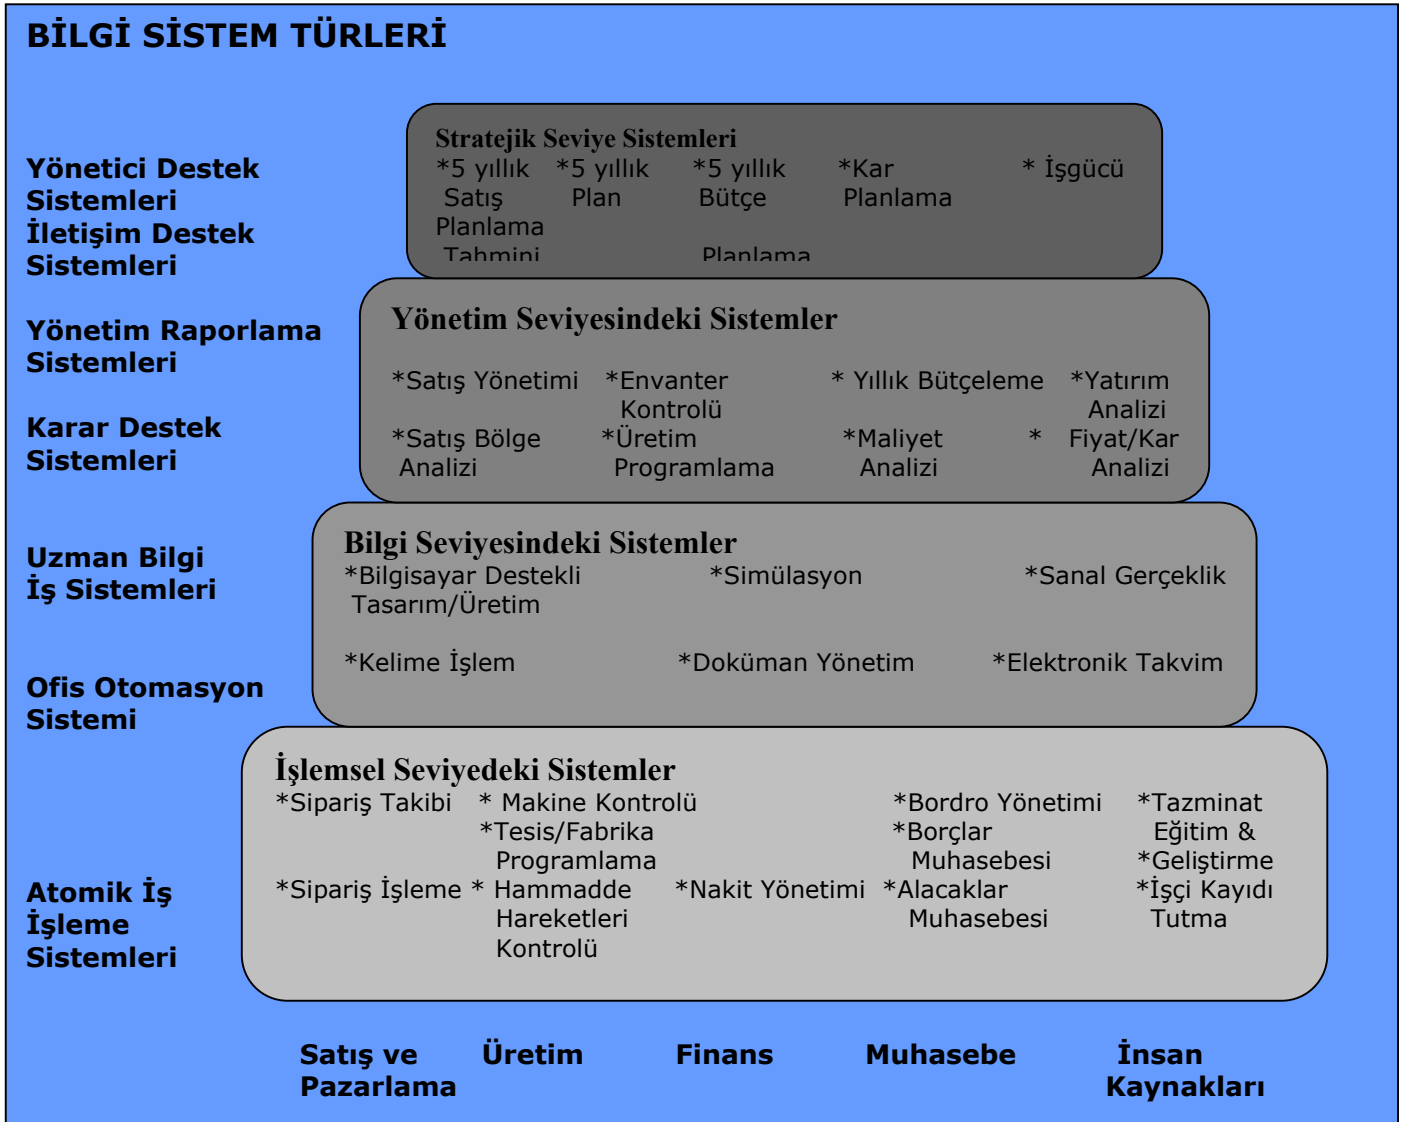 BİLGİ SİSTEM TÜRLERİ
Stratejik Seviye Sistemleri
*5 yıllık *5 yıllık *5 yıllık *Kar * İşgücü
Satış Plan Bütçe Planlama
Planlama
Tahmini Planlama
Yönetici Destek
Sistemleri
İletişim Destek
Sistemleri
Yönetim Seviyesindeki Sistemler
*Satış Yönetimi *Envanter * Yıllık Bütçeleme *Yatırım
Kontrolü Analizi
*Satış Bölge *Üretim *Maliyet * Fiyat/Kar
Analizi Programlama Analizi Analizi
Yönetim Raporlama
Sistemleri
Karar Destek
Sistemleri
Bilgi Seviyesindeki Sistemler
*Bilgisayar Destekli *Simülasyon *Sanal Gerçeklik
Tasarım/Üretim
*Kelime İşlem *Doküman Yönetim *Elektronik Takvim
Uzman Bilgi
İş Sistemleri
Ofis Otomasyon
Sistemi
İşlemsel Seviyedeki Sistemler
*Sipariş Takibi * Makine Kontrolü *Bordro Yönetimi *Tazminat
*Tesis/Fabrika *Borçlar Eğitim &
Programlama Muhasebesi *Geliştirme
*Sipariş İşleme * Hammadde *Nakit Yönetimi *Alacaklar *İşçi Kayıdı
Hareketleri Muhasebesi Tutma
Kontrolü
Atomik İş
İşleme
Sistemleri
Satış ve Üretim Finans Muhasebe İnsan
Pazarlama Kaynakları